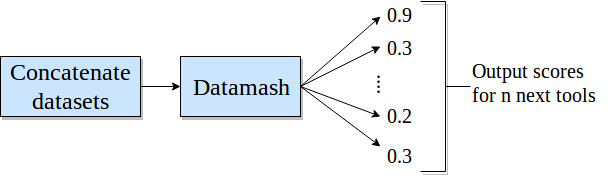 Concatenate
datasets
Datamash
0.9
0.3
0.2
0.3
Output scores
for n next tools